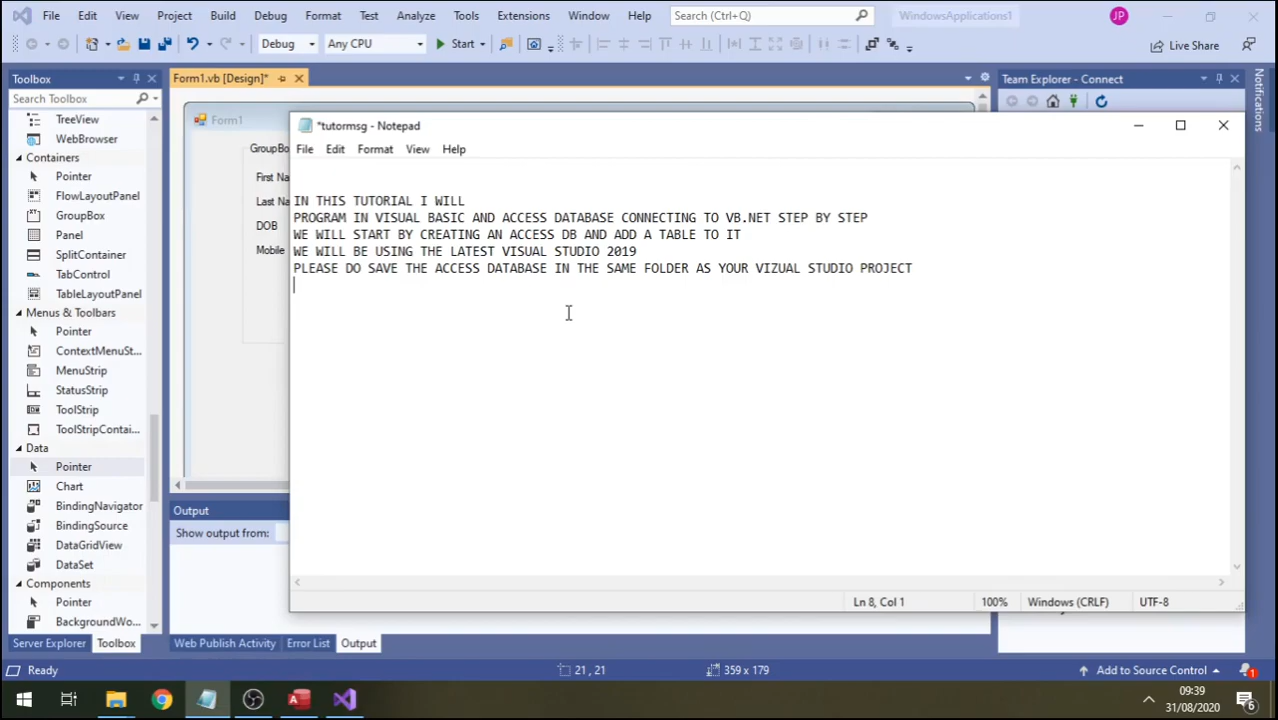 File Edit View Project Build Debug Format Test Analyze Tools Extensions Window Help Search (Ctrl+Q) WindowsApplications1 JP
Debug Any CPU Start Live Share
Toolbox
Search Toolbox
TreeView
WebBrowser
Containers
Pointer
FlowLayoutPanel
GroupBox
Panel
SplitContainer
TabControl
TableLayoutPanel
Menus & Toolbars
Pointer
ContextMenuSt...
MenuStrip
StatusStrip
ToolStrip
ToolStripContai...
Data
Pointer
Chart
BindingNavigator
BindingSource
DataGridView
DataSet
Components
Pointer
BackgroundWo...
Server Explorer Toolbox
Form1.vb [Design]*
Form1
GroupBo
First Na
Last Na
DOB
Mobile
*tutormsg - Notepad
File Edit Format View Help
IN THIS TUTORIAL I WILL
PROGRAM IN VISUAL BASIC AND ACCESS DATABASE CONNECTING TO VB.NET STEP BY STEP
WE WILL START BY CREATING AN ACCESS DB AND ADD A TABLE TO IT
WE WILL BE USING THE LATEST VISUAL STUDIO 2019
PLEASE DO SAVE THE ACCESS DATABASE IN THE SAME FOLDER AS YOUR VIZUAL STUDIO PROJECT
Ln 8, Col 1 100% Windows (CRLF) UTF-8
Output
Show output from:
Web Publish Activity Error List Output
Team Explorer - Connect
Notifications
Ready 21 , 21 359 x 179 Add to Source Control 1
09:39
31/08/2020 6